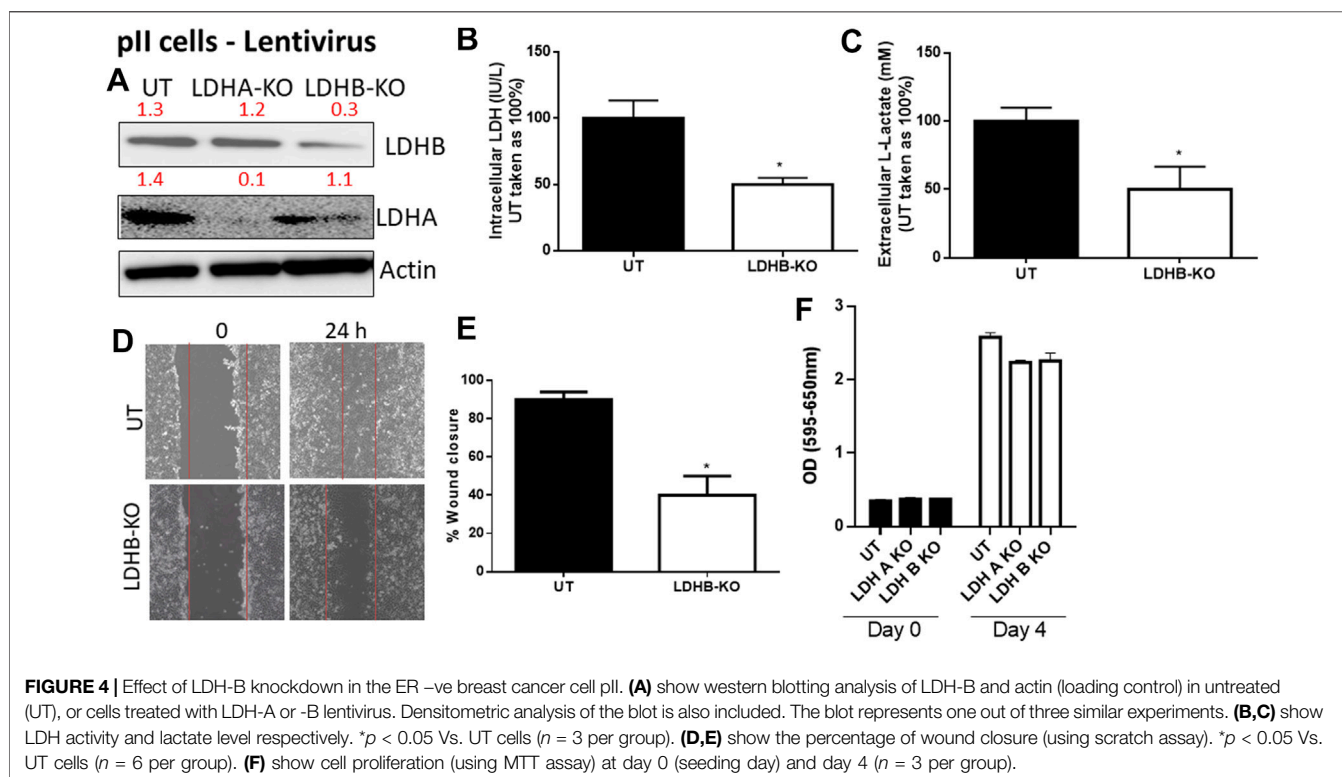 pII cells - Lentivirus
A
UT LDHA-KO LDHB-KO
1.3 1.2 0.3
LDHB
1.4 0.1 1.1
LDHA
Actin
B
Intracellular LDH (IU/L)
UT taken as 100%)
150
100
50
0
*
UT LDHB-KO
C
Extracellular L-Lactate (mM)
(UT taken as 100%)
150
100
50
0
*
UT LDHB-KO
D
0 24 h
UT
LDHB-KO
E
% Wound closure
100
80
60
40
20
0
*
UT LDHB-KO
F
OD (595-650nm)
3
2
1
0
UT LDH A KO LDH B KO UT LDH A KO LDH B KO
Day 0 Day 4
FIGURE 4 | Effect of LDH-B knockdown in the ER –ve breast cancer cell pII. (A) show western blotting analysis of LDH-B and actin (loading control) in untreated
(UT), or cells treated with LDH-A or -B lentivirus. Densitometric analysis of the blot is also included. The blot represents one out of three similar experiments. (B,C) show
LDH activity and lactate level respectively. *p < 0.05 Vs. UT cells (n = 3 per group). (D,E) show the percentage of wound closure (using scratch assay). *p < 0.05 Vs.
UT cells (n = 6 per group). (F) show cell proliferation (using MTT assay) at day 0 (seeding day) and day 4 (n = 3 per group).